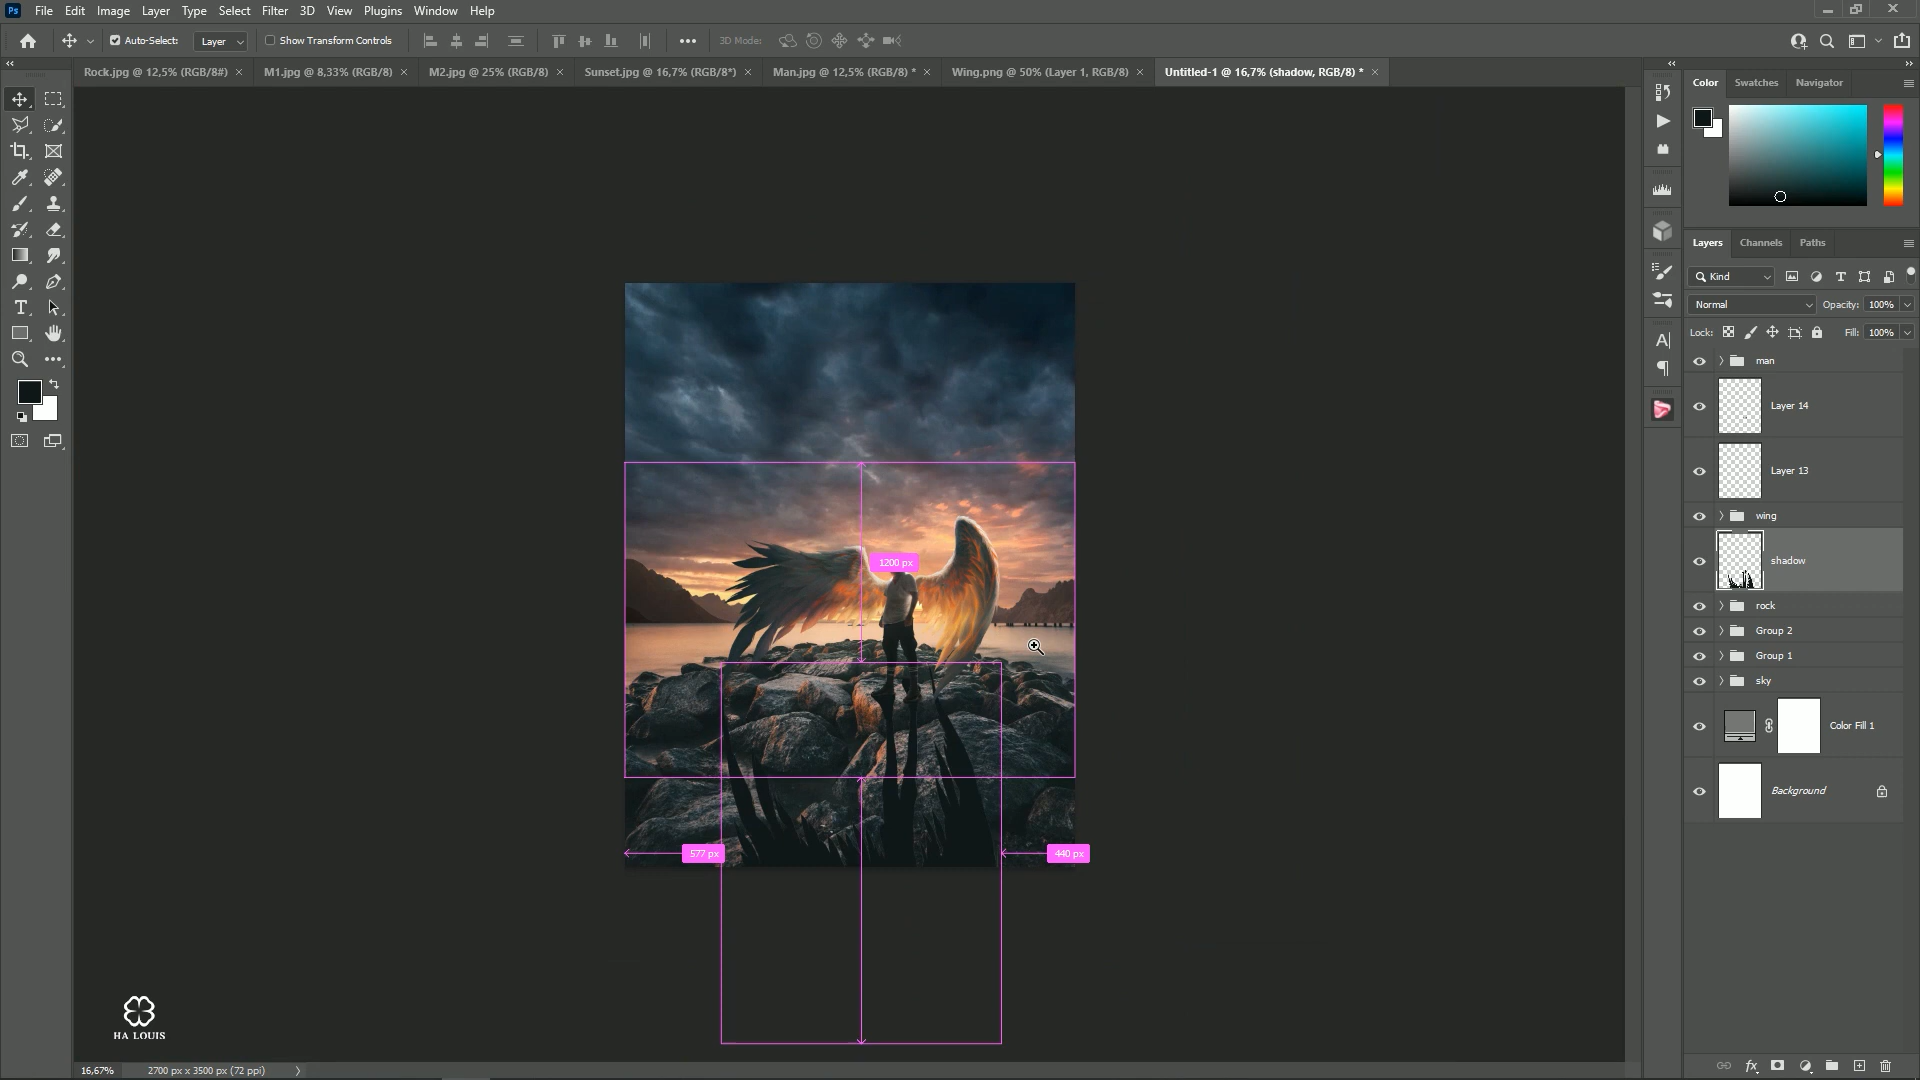 Ps File Edit Image Layer Type Select Filter 3D View Plugins Window Help
Auto-Select: Layer Show Transform Controls 3D Mode:
Rock.jpg @ 12,5% (RGB/8#) M1.jpg @ 8,33% (RGB/8) M2.jpg @ 25% (RGB/8) Sunset.jpg @ 16,7% (RGB/8*) Man.jpg @ 12,5% (RGB/8) * Wing.png @ 50% (Layer 1, RGB/8) Untitled-1 @ 16,7% (shadow, RGB/8) *
Color Swatches Navigator
Layers Channels Paths
Kind
Normal Opacity: 100%
Lock: Fill: 100%
man
Layer 14
Layer 13
wing
shadow
rock
Group 2
Group 1
sky
Color Fill 1
Background
1200 px
577 px
440 px
HA LOUIS
16,67% 2700 px x 3500 px (72 ppi)